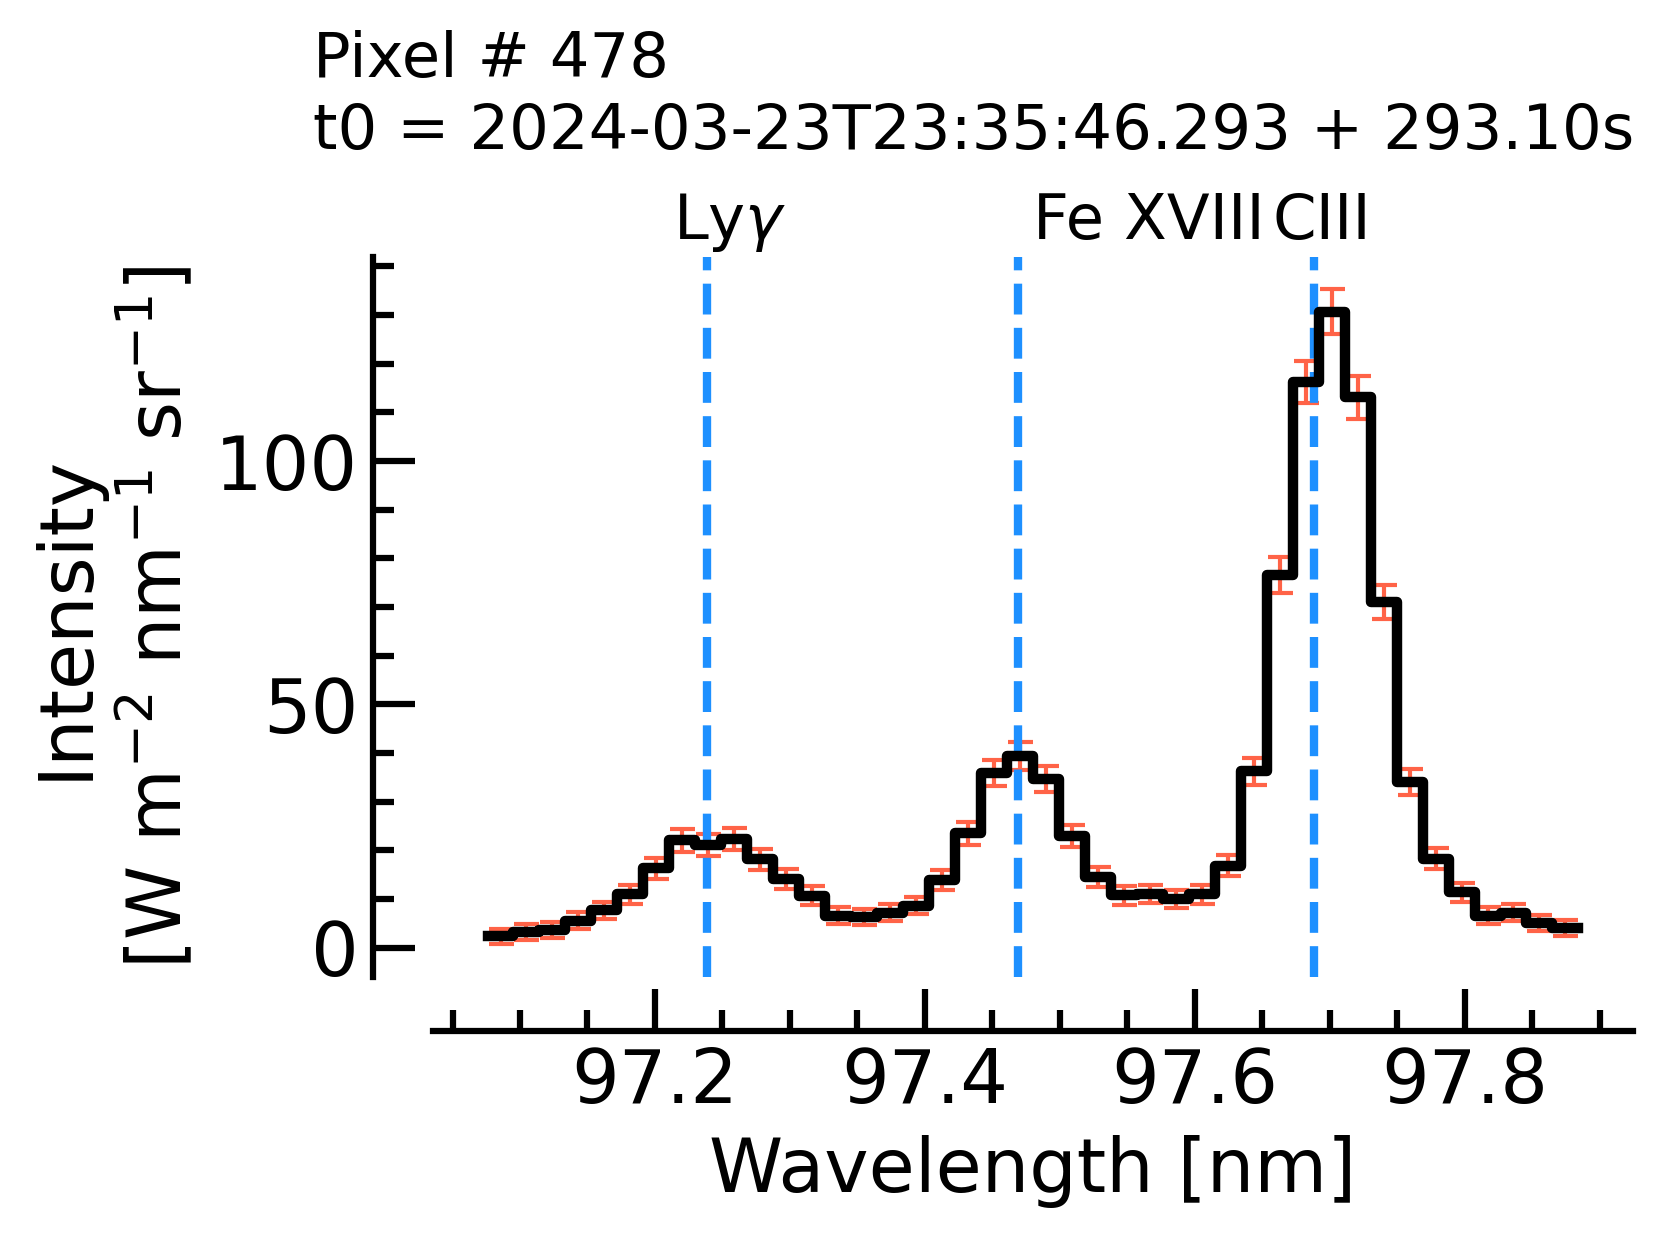 Pixel # 478
t0 = 2024-03-23T23:35:46.293 + 293.10s
Lyγ Fe XVIII CIII
Intensity
[W m⁻² nm⁻¹ sr⁻¹]
100
50
0
97.2 97.4 97.6 97.8
Wavelength [nm]